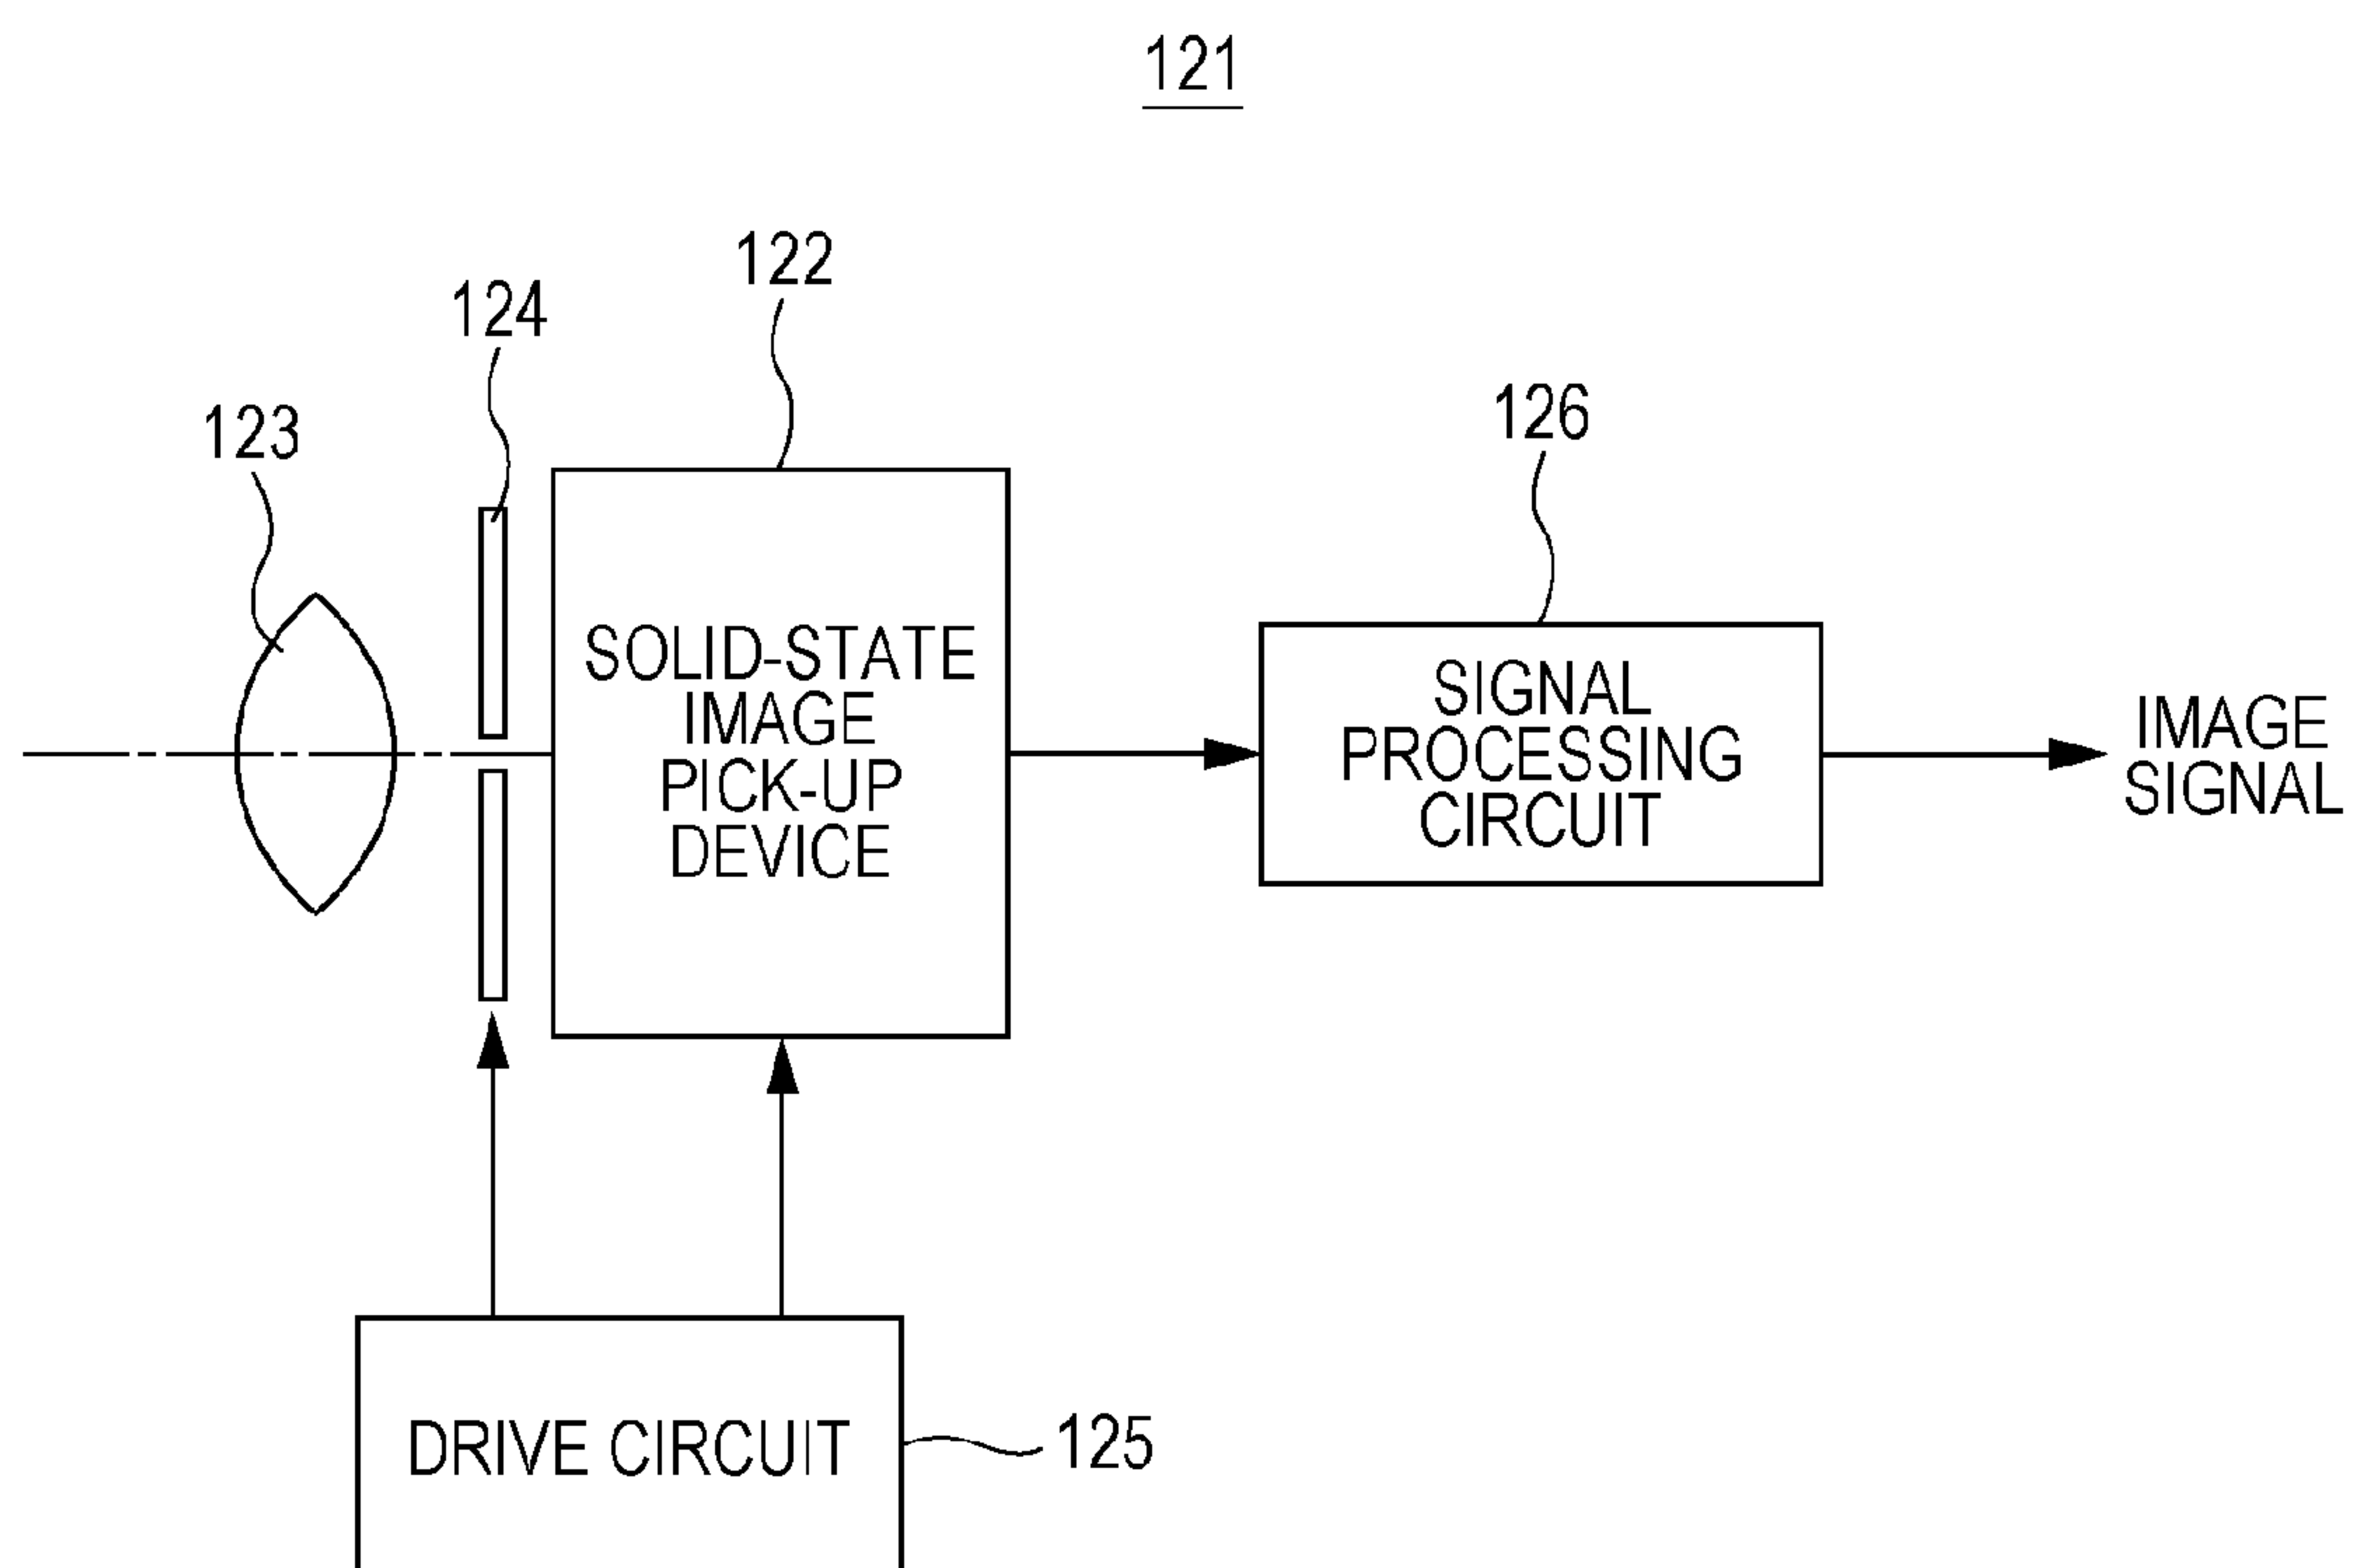 121
122
124
123
126
SOLID-STATE
IMAGE
PICK-UP
DEVICE
SIGNAL
PROCESSING
CIRCUIT
IMAGE
SIGNAL
DRIVE CIRCUIT
125